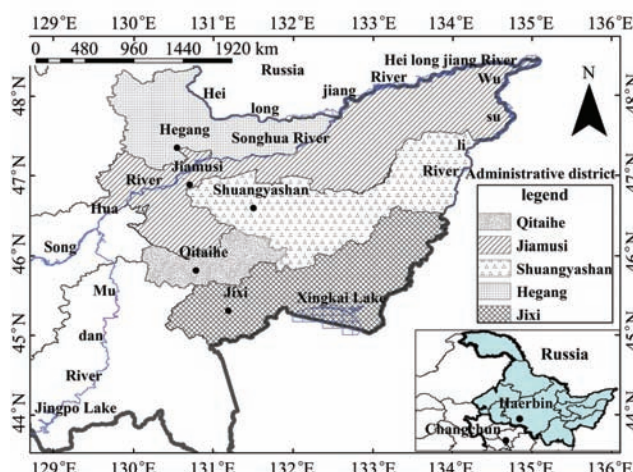 129°E 130°E 131°E 132°E 133°E 134°E 135°E 136°E
0 480 960 1440 1920 km
Russia
Hei long jiang River
Hei
long
jiang
River
Wu
su
li
River
N
48°N
48°N
Hegang
Songhua River
Jiamusi
River
Shuangyashan
47°N
47°N
Hua
Song
Qitaihe
46°N
46°N
Mu
dan
River
Jixi
Xingkai Lake
45°N
45°N
Jingpo Lake
44°N
44°N
Administrative district-
legend
Qitaihe
Jiamusi
Shuangyashan
Hegang
Jixi
Russia
Haerbin
Changchun
129°E 130°E 131°E 132°E 133°E 134°E 135°E 136°E